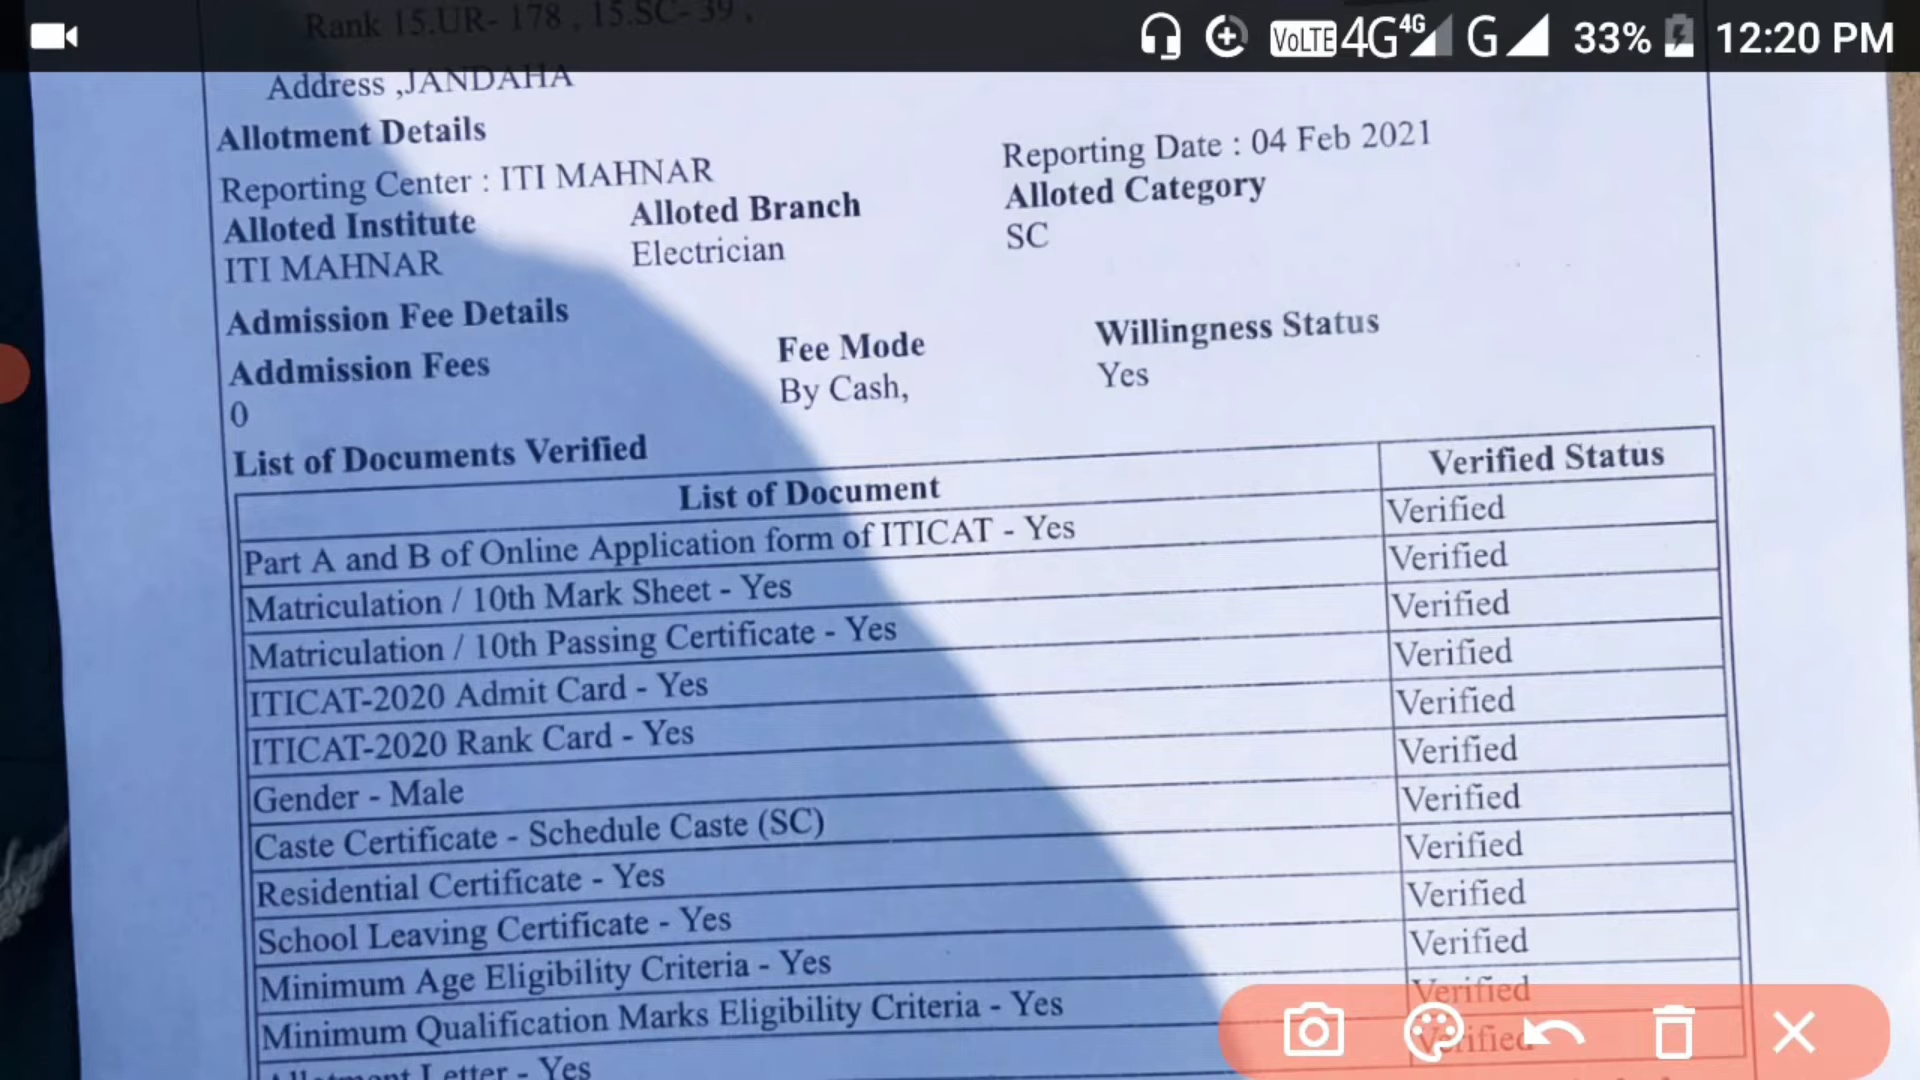 VoLTE 4G 4G G 33% 12:20 PM
Rank 15.UR- 178 , 15.SC- 39 ,
Address ,JANDAHA
Allotment Details
Reporting Center : ITI MAHNAR Reporting Date : 04 Feb 2021
Alloted Institute Alloted Branch Alloted Category
ITI MAHNAR Electrician SC
Admission Fee Details
Addmission Fees Fee Mode Willingness Status
0 By Cash, Yes
List of Documents Verified
List of Document Verified Status
Part A and B of Online Application form of ITICAT - Yes Verified
Matriculation / 10th Mark Sheet - Yes Verified
Matriculation / 10th Passing Certificate - Yes Verified
ITICAT-2020 Admit Card - Yes Verified
ITICAT-2020 Rank Card - Yes Verified
Gender - Male Verified
Caste Certificate - Schedule Caste (SC) Verified
Residential Certificate - Yes Verified
School Leaving Certificate - Yes Verified
Minimum Age Eligibility Criteria - Yes Verified
Minimum Qualification Marks Eligibility Criteria - Yes Verified
Allotment Letter - Yes Verified